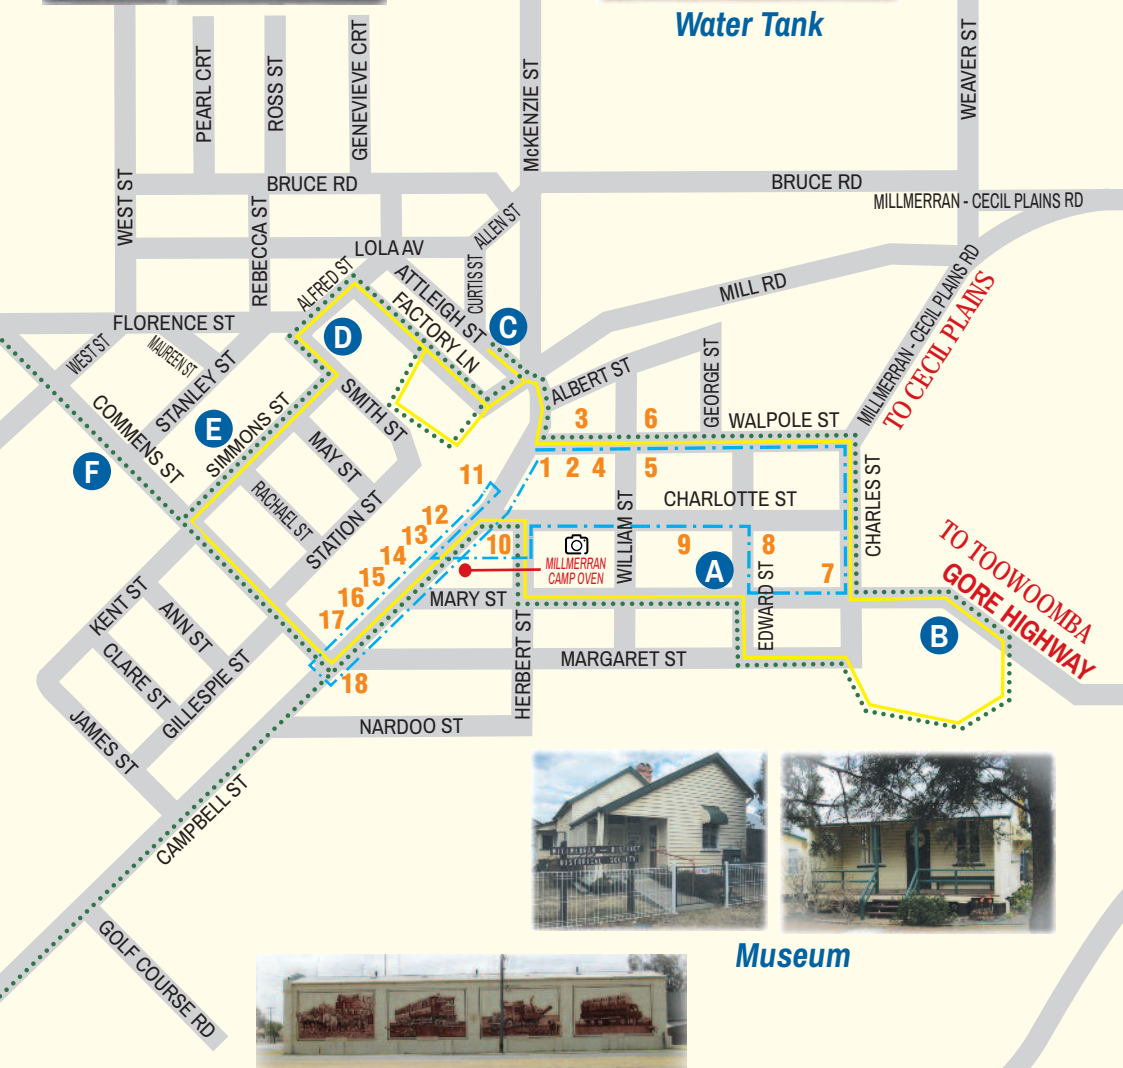 Water Tank
PEARL CRT
ROSS ST
GENEVIEVE CRT
McKENZIE ST
WEAVER ST
WEST ST
BRUCE RD
BRUCE RD
MILLMERRAN - CECIL PLAINS RD
REBECCA ST
ALLEN ST
LOLA AV
CURTIS ST
ALFRED ST
ATTLEIGH ST
FACTORY LN
MILL RD
MILLMERRAN - CECIL PLAINS RD
TO CECIL PLAINS
FLORENCE ST
WEST ST
MAUREEN ST
STANLEY ST
D
C
ALBERT ST
GEORGE ST
COMMENS ST
SMITH ST
E
SIMMONS ST
3
6
WALPOLE ST
F
MAY ST
11
1
2
4
5
RACHAEL ST
STATION ST
CHARLOTTE ST
CHARLES ST
WILLIAM ST
12
13
14
15
16
17
18
10
MILLMERRAN
CAMP OVEN
9
A
8
7
EDWARD ST
TO TOOWOOMBA
GORE HIGHWAY
B
KENT ST
ANN ST
CLARE ST
GILLESPIE ST
JAMES ST
MARY ST
HERBERT ST
MARGARET ST
NARDOO ST
CAMPBELL ST
GOLF COURSE RD
MILLMERRAN - DISTRICT
HISTORICAL SOCIETY
Museum